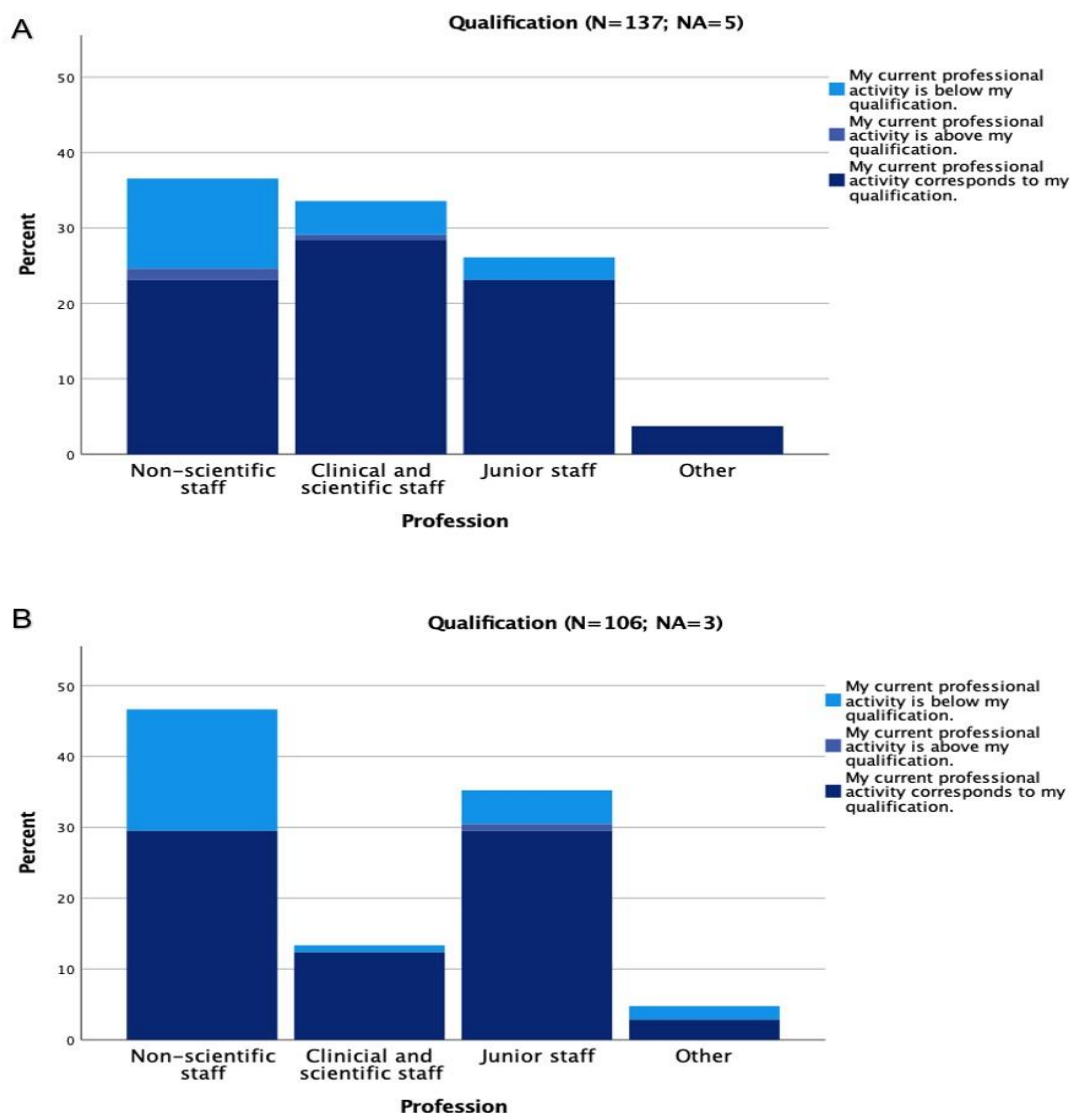 A
Qualification (N=137; NA=5)
My current professional
activity is below my
qualification.
My current professional
activity is above my
qualification.
My current professional
activity corresponds to my
qualification.
Percent
50
40
30
20
10
0
Non-scientific
staff
Clinical and
scientific staff
Junior staff
Other
Profession
B
Qualification (N=106; NA=3)
My current professional
activity is below my
qualification.
My current professional
activity is above my
qualification.
My current professional
activity corresponds to my
qualification.
Percent
50
40
30
20
10
0
Non-scientific
staff
Clinicial and
scientific staff
Junior staff
Other
Profession